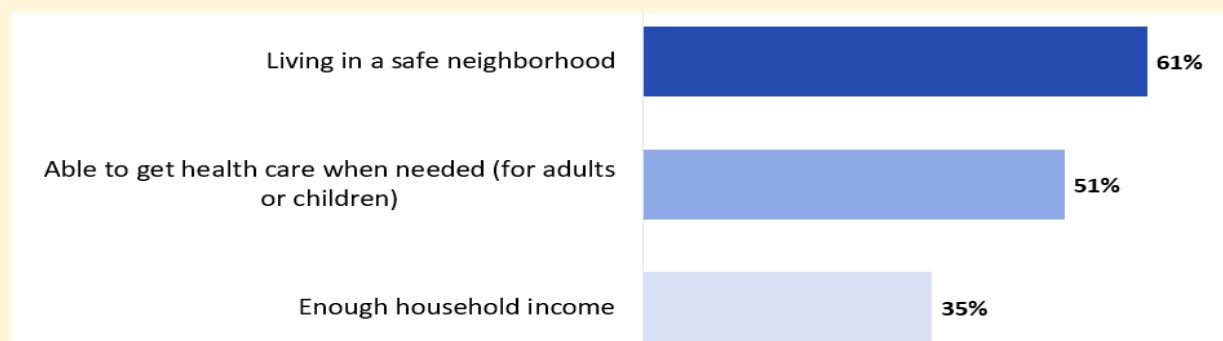 Living in a safe neighborhood
61%
Able to get health care when needed (for adults
or children)
51%
Enough household income
35%